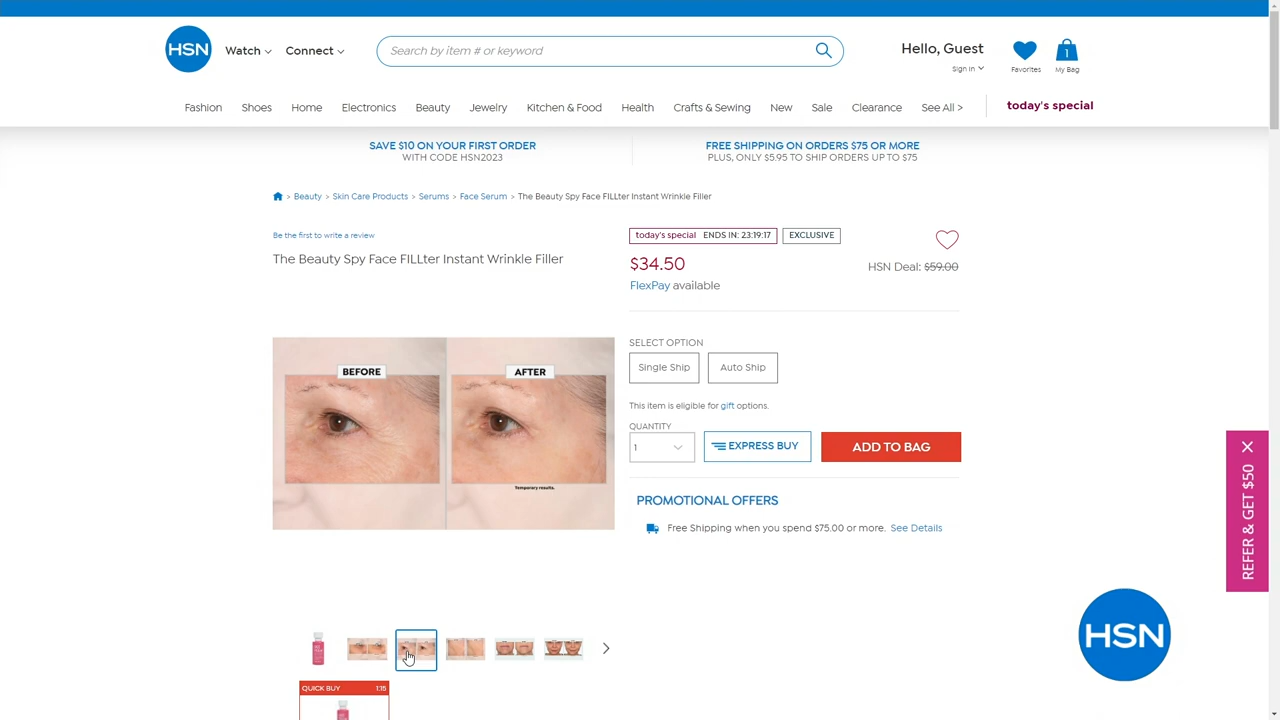 HSN
Watch
Connect
Search by item # or keyword
Hello, Guest
Sign In
Favorites
1
My Bag
Fashion
Shoes
Home
Electronics
Beauty
Jewelry
Kitchen & Food
Health
Crafts & Sewing
New
Sale
Clearance
See All >
today's special
SAVE $10 ON YOUR FIRST ORDER
WITH CODE HSN2023
FREE SHIPPING ON ORDERS $75 OR MORE
PLUS, ONLY $5.95 TO SHIP ORDERS UP TO $75
> Beauty > Skin Care Products > Serums > Face Serum > The Beauty Spy Face FILLter Instant Wrinkle Filler
Be the first to write a review
The Beauty Spy Face FILLter Instant Wrinkle Filler
today's special ENDS IN: 23:19:17
EXCLUSIVE
$34.50
HSN Deal: $59.00
FlexPay available
BEFORE
AFTER
Temporary results.
SELECT OPTION
Single Ship
Auto Ship
This item is eligible for gift options.
QUANTITY
1
EXPRESS BUY
ADD TO BAG
PROMOTIONAL OFFERS
Free Shipping when you spend $75.00 or more. See Details
REFER & GET $50
HSN
QUICK BUY 1:15